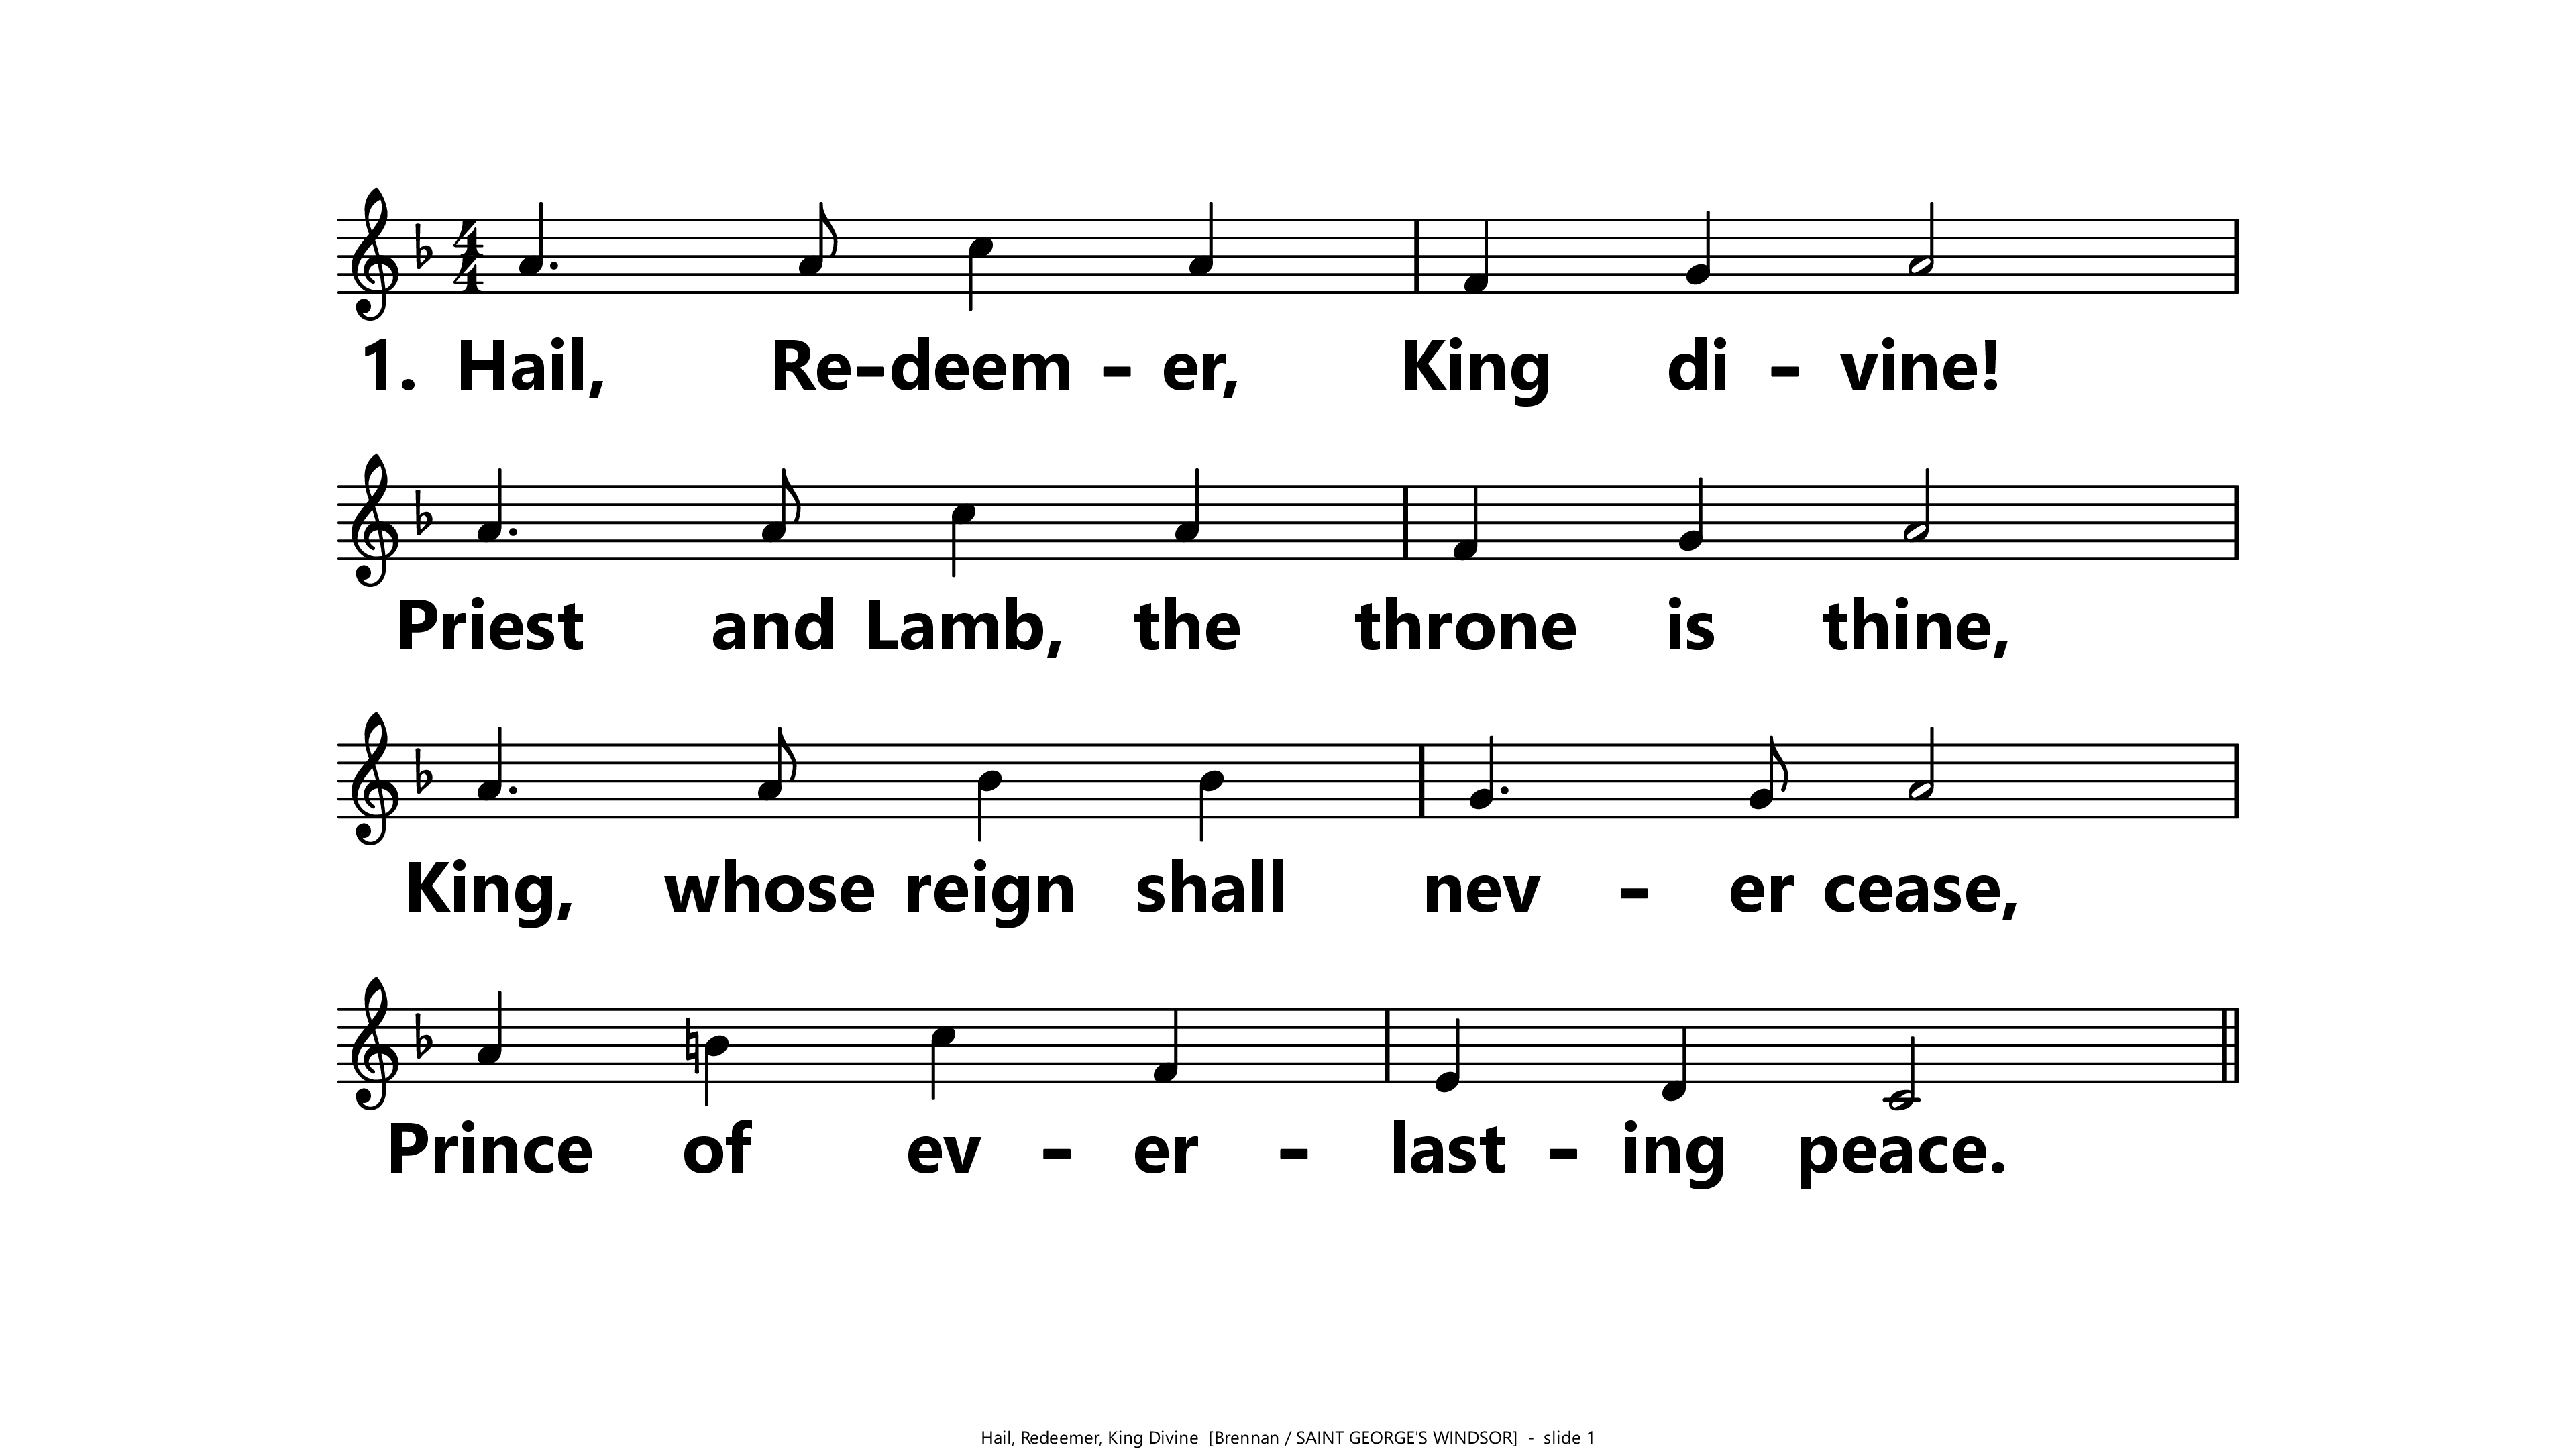 1. Hail, Re-deem - er, King di - vine!
Priest and Lamb, the throne is thine,
King, whose reign shall nev - er cease,
Prince of ev - er - last - ing peace.
Hail, Redeemer, King Divine [Brennan / SAINT GEORGE'S WINDSOR] - slide 1